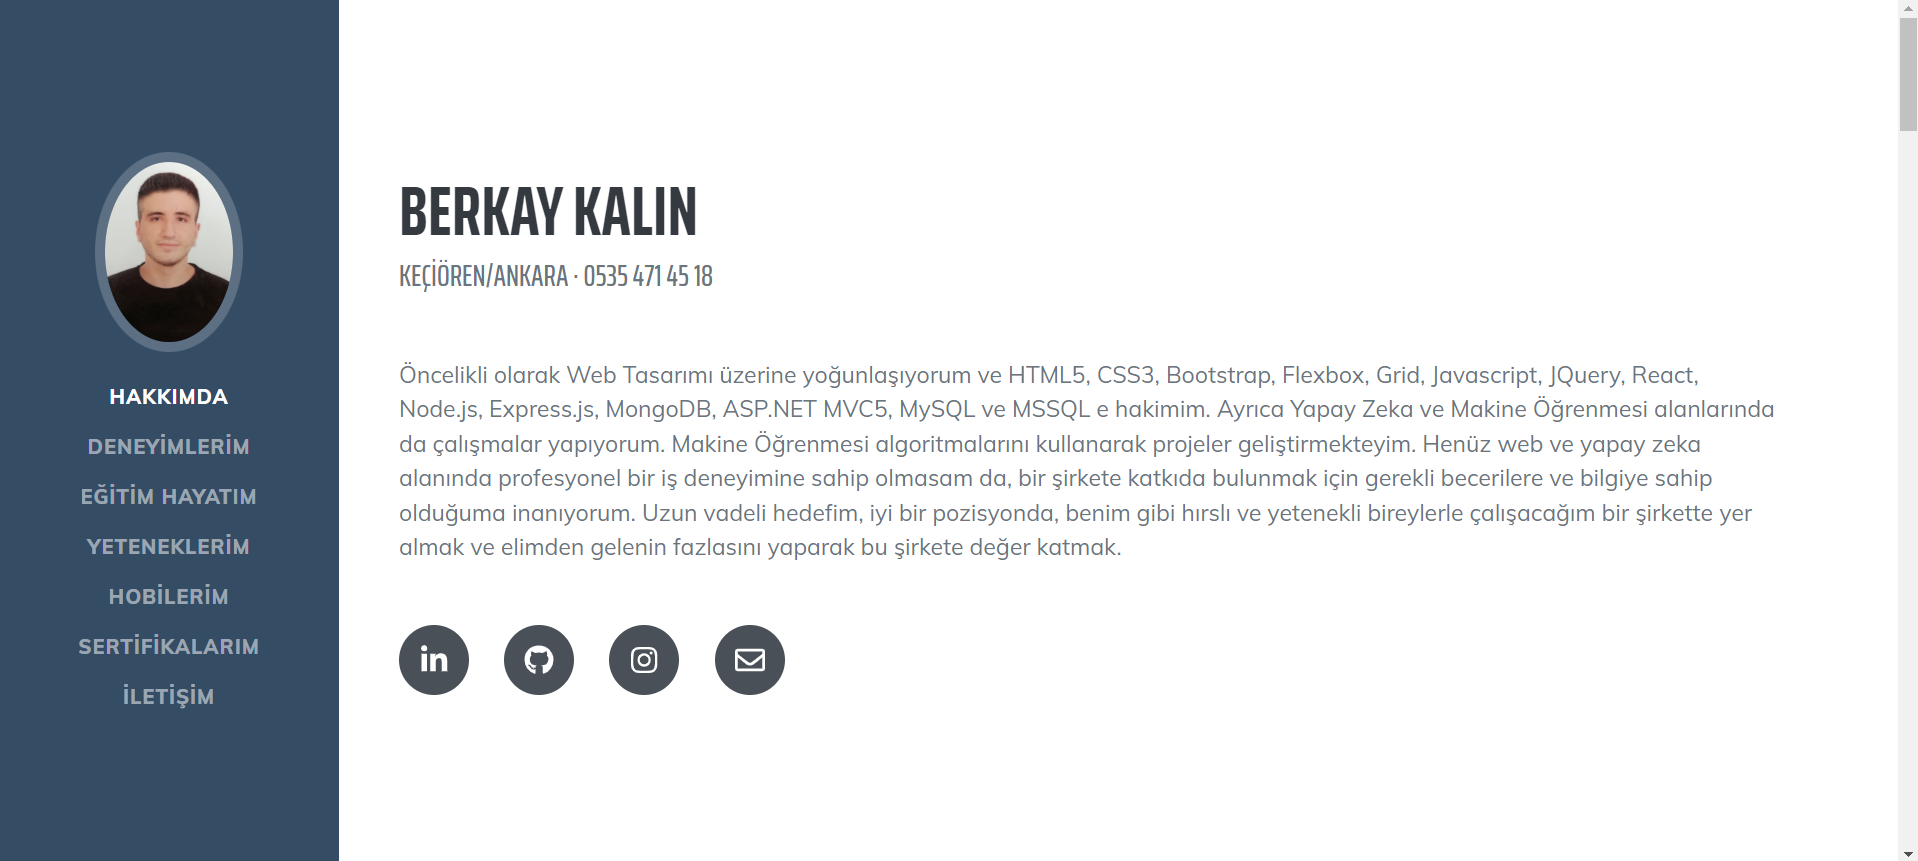 HAKKIMDA
DENEYİMLERİM
EĞİTİM HAYATIM
YETENEKLERİM
HOBİLERİM
SERTİFİKALARIM
İLETİŞİM
BERKAY KALIN
KEÇİÖREN/ANKARA · 0535 471 45 18
Öncelikli olarak Web Tasarımı üzerine yoğunlaşıyorum ve HTML5, CSS3, Bootstrap, Flexbox, Grid, Javascript, JQuery, React,
Node.js, Express.js, MongoDB, ASP.NET MVC5, MySQL ve MSSQL e hakimim. Ayrıca Yapay Zeka ve Makine Öğrenmesi alanlarında
da çalışmalar yapıyorum. Makine Öğrenmesi algoritmalarını kullanarak projeler geliştirmekteyim. Henüz web ve yapay zeka
alanında profesyonel bir iş deneyimine sahip olmasam da, bir şirkete katkıda bulunmak için gerekli becerilere ve bilgiye sahip
olduğuma inanıyorum. Uzun vadeli hedefim, iyi bir pozisyonda, benim gibi hırslı ve yetenekli bireylerle çalışacağım bir şirkette yer
almak ve elimden gelenin fazlasını yaparak bu şirkete değer katmak.
in